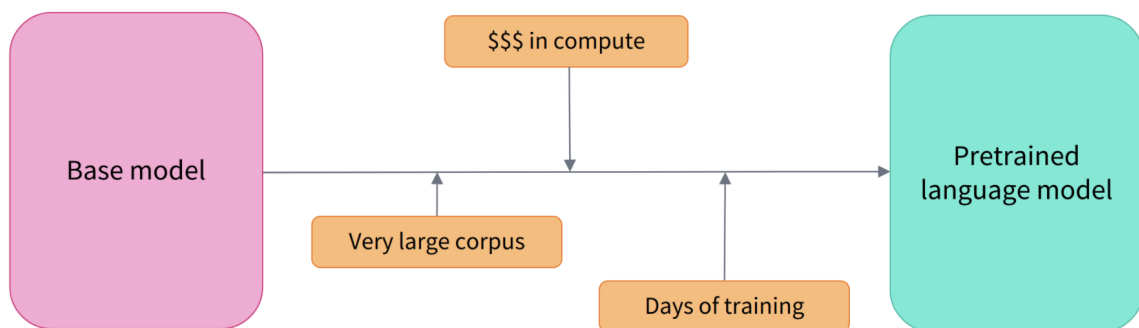 $$$ in compute
Base model
Pretrained
language model
Very large corpus
Days of training